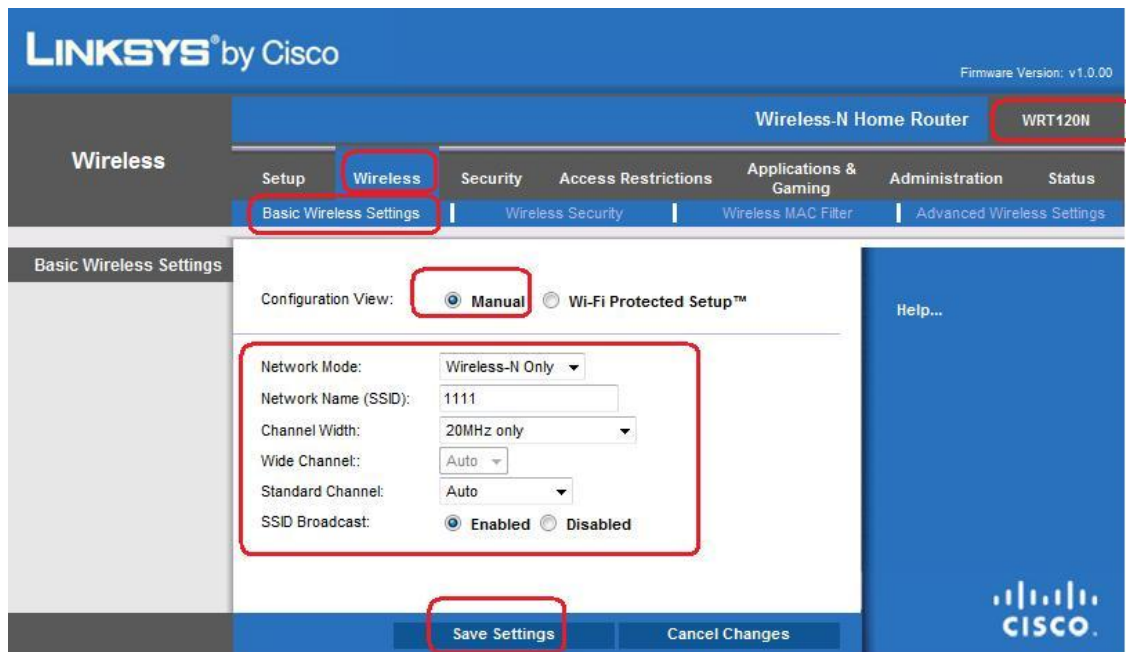 LINKSYS® by Cisco
Firmware Version: v1.0.00
Wireless-N Home Router WRT120N
Wireless
Setup Wireless Security Access Restrictions Applications & Gaming Administration Status
Basic Wireless Settings Wireless Security Wireless MAC Filter Advanced Wireless Settings
Basic Wireless Settings
Configuration View: Manual Wi-Fi Protected Setup™
Help...
Network Mode: Wireless-N Only
Network Name (SSID): 1111
Channel Width: 20MHz only
Wide Channel:: Auto
Standard Channel: Auto
SSID Broadcast: Enabled Disabled
Save Settings Cancel Changes
CISCO.